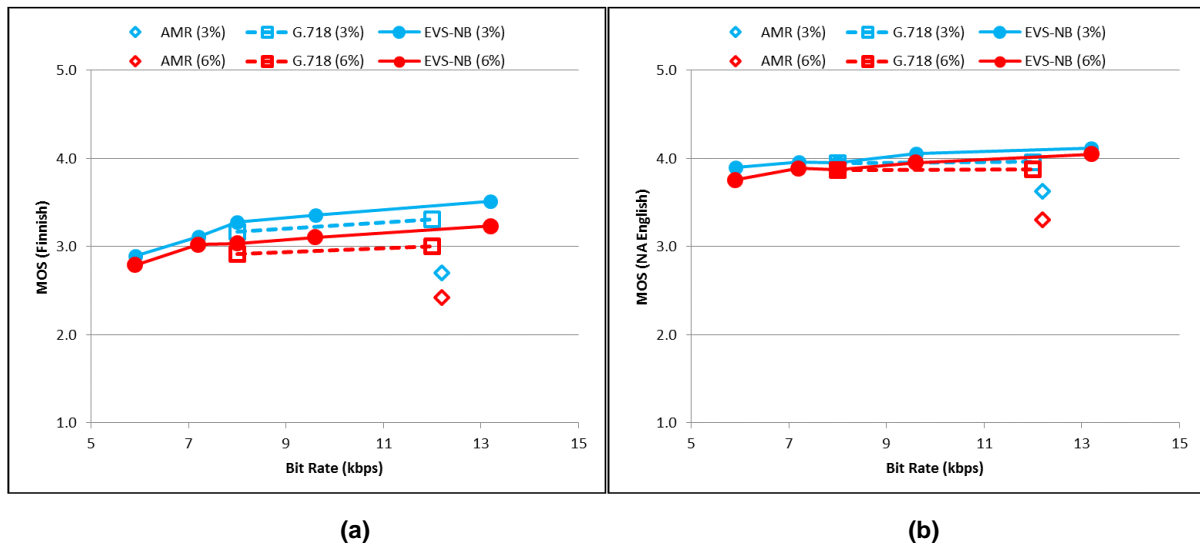 AMR (3%) G.718 (3%) EVS-NB (3%)
AMR (6%) G.718 (6%) EVS-NB (6%)
5.0
4.0
3.0
2.0
1.0
MOS (Finnish)
5 7 9 11 13 15
Bit Rate (kbps)
(a)
AMR (3%) G.718 (3%) EVS-NB (3%)
AMR (6%) G.718 (6%) EVS-NB (6%)
5.0
4.0
3.0
2.0
1.0
MOS (NA English)
5 7 9 11 13 15
Bit Rate (kbps)
(b)